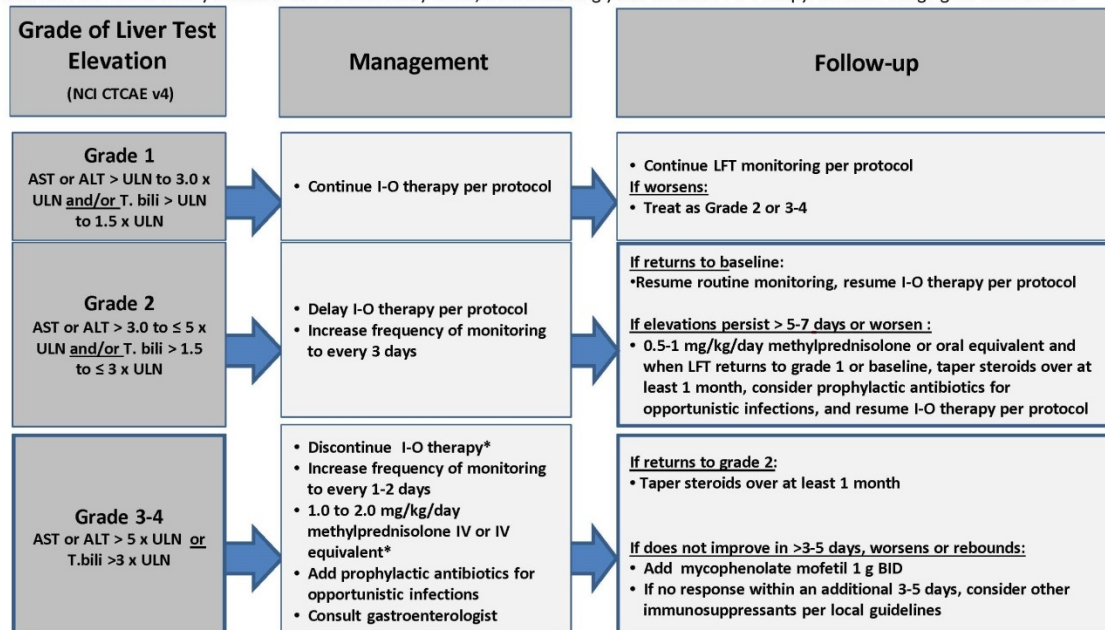 Grade of Liver Test
Elevation
(NCI CTCAE v4)
Management
Follow-up
Grade 1
AST or ALT > ULN to 3.0 x
ULN and/or T. bili > ULN
to 1.5 x ULN
• Continue I-O therapy per protocol
• Continue LFT monitoring per protocol
If worsens:
• Treat as Grade 2 or 3-4
Grade 2
AST or ALT > 3.0 to ≤ 5 x
ULN and/or T. bili > 1.5
to ≤ 3 x ULN
• Delay I-O therapy per protocol
• Increase frequency of monitoring
to every 3 days
If returns to baseline:
•Resume routine monitoring, resume I-O therapy per protocol
If elevations persist > 5-7 days or worsen :
• 0.5-1 mg/kg/day methylprednisolone or oral equivalent and
when LFT returns to grade 1 or baseline, taper steroids over at
least 1 month, consider prophylactic antibiotics for
opportunistic infections, and resume I-O therapy per protocol
Grade 3-4
AST or ALT > 5 x ULN or
T.bili >3 x ULN
• Discontinue I-O therapy*
• Increase frequency of monitoring
to every 1-2 days
• 1.0 to 2.0 mg/kg/day
methylprednisolone IV or IV
equivalent*
• Add prophylactic antibiotics for
opportunistic infections
• Consult gastroenterologist
If returns to grade 2:
• Taper steroids over at least 1 month
If does not improve in >3-5 days, worsens or rebounds:
• Add mycophenolate mofetil 1 g BID
• If no response within an additional 3-5 days, consider other
immunosuppressants per local guidelines